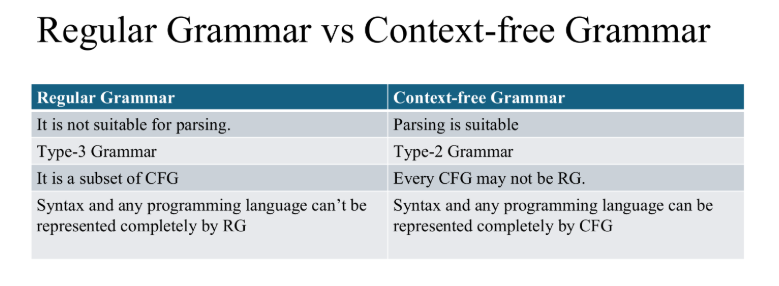 Regular Grammar vs Context-free Grammar
Regular Grammar
Context-free Grammar
It is not suitable for parsing.
Parsing is suitable
Type-3 Grammar
Type-2 Grammar
It is a subset of CFG
Every CFG may not be RG.
Syntax and any programming language can’t be
represented completely by RG
Syntax and any programming language can be
represented completely by CFG